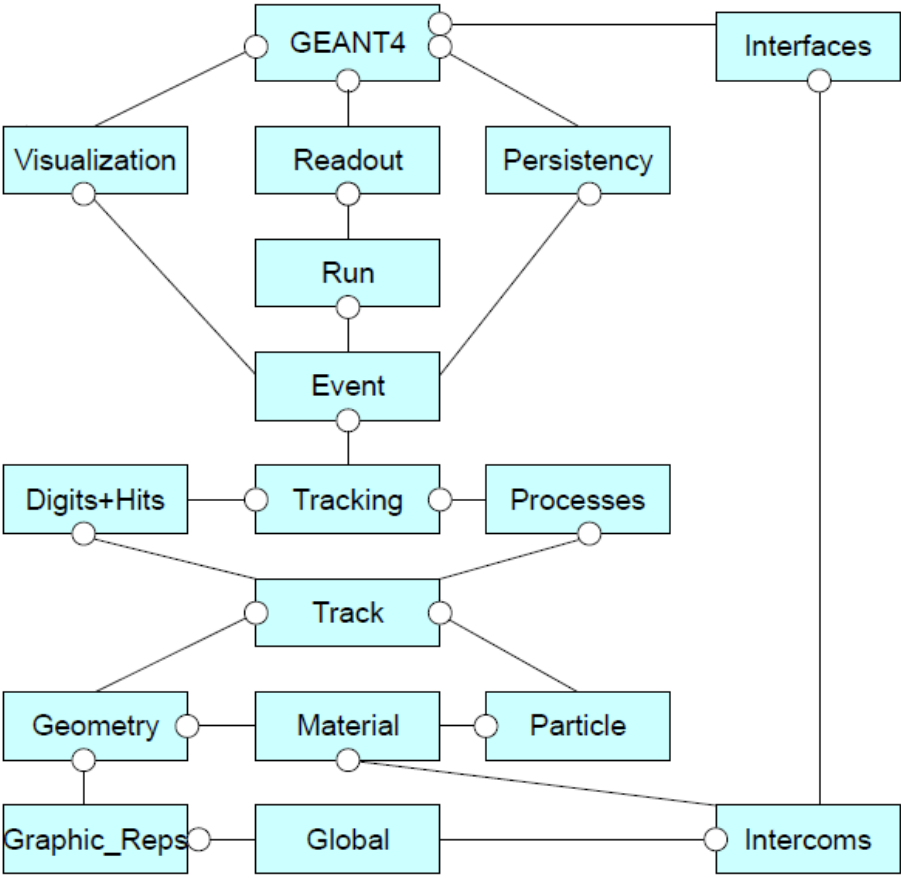 GEANT4
Interfaces
Visualization
Readout
Persistency
Run
Event
Digits+Hits
Tracking
Processes
Track
Geometry
Material
Particle
Graphic_Reps
Global
Intercoms